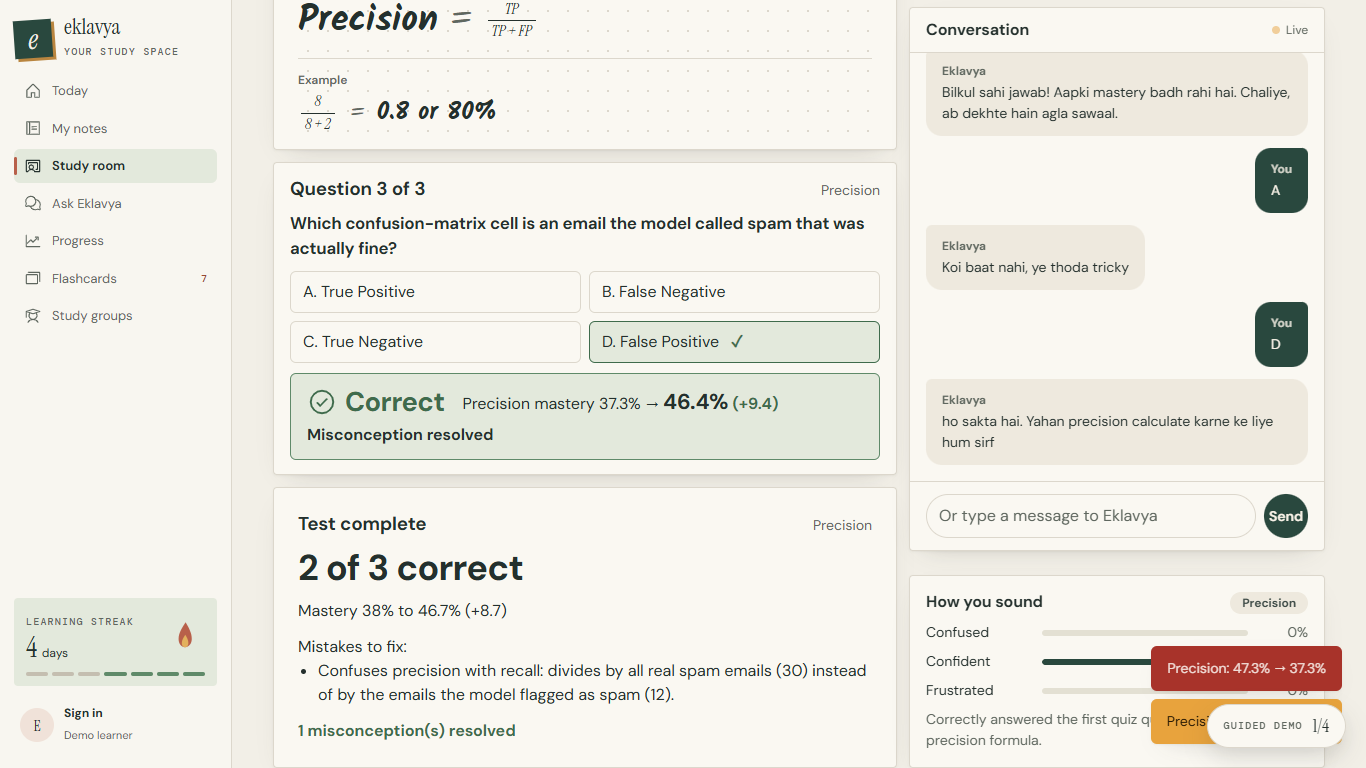 e
eklavya
YOUR STUDY SPACE
Today
My notes
Study room
Ask Eklavya
Progress
Flashcards 7
Study groups
LEARNING STREAK
4 days
E
Sign in
Demo learner
Precision = TP / TP + FP
Example
8 / 8 + 2 = 0.8 or 80%
Question 3 of 3 Precision
Which confusion-matrix cell is an email the model called spam that was
actually fine?
A. True Positive
B. False Negative
C. True Negative
D. False Positive ✓
Correct Precision mastery 37.3% → 46.4% (+9.4)
Misconception resolved
Test complete Precision
2 of 3 correct
Mastery 38% to 46.7% (+8.7)
Mistakes to fix:
• Confuses precision with recall: divides by all real spam emails (30) instead
of by the emails the model flagged as spam (12).
1 misconception(s) resolved
Conversation Live
Eklavya
Bilkul sahi jawab! Aapki mastery badh rahi hai. Chaliye,
ab dekhte hain agla sawaal.
You
A
Eklavya
Koi baat nahi, ye thoda tricky
You
D
Eklavya
ho sakta hai. Yahan precision calculate karne ke liye
hum sirf
Or type a message to Eklavya
Send
How you sound Precision
Confused 0%
Confident
Frustrated 0%
Correctly answered the first quiz
precision formula.
Precision: 47.3% → 37.3%
GUIDED DEMO 1/4